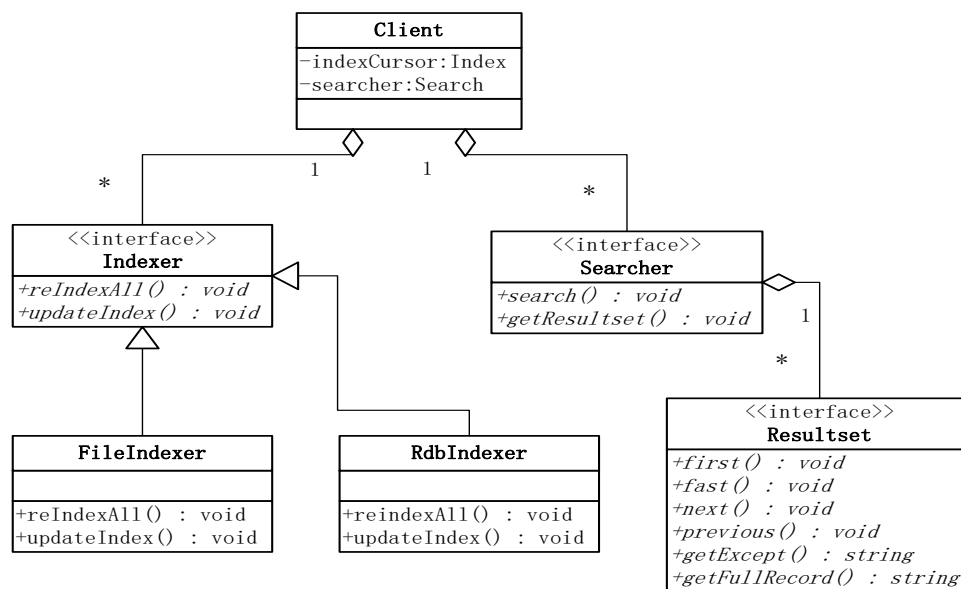 Client
-indexCursor:Index
-searcher:Search
1
1
*
*
<<interface>>
Indexer
+reIndexAll() : void
+updateIndex() : void
<<interface>>
Searcher
+search() : void
+getResultset() : void
1
*
<<interface>>
Resultset
+first() : void
+fast() : void
+next() : void
+previous() : void
+getExcept() : string
+getFullRecord() : string
FileIndexer
+reIndexAll() : void
+updateIndex() : void
RdbIndexer
+reindexAll() : void
+updateIndex() : void